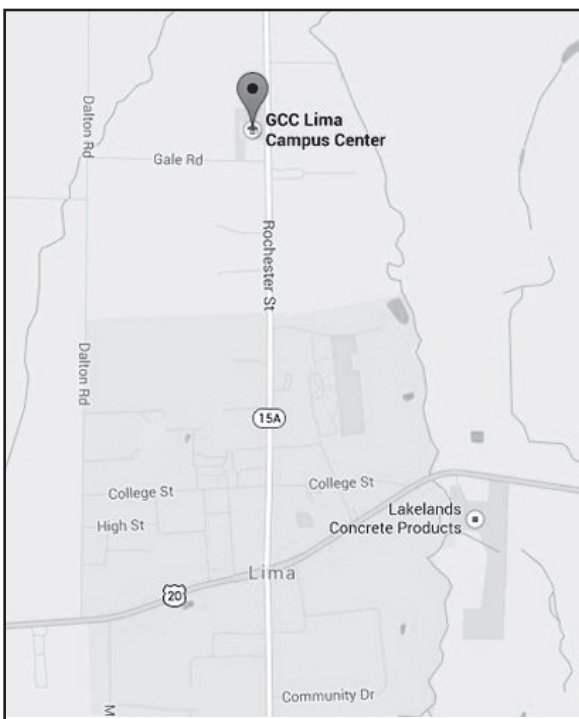 GCC Lima
Campus Center
Dalton Rd
Gale Rd
Rochester St
Dalton Rd
15A
College St
College St
High St
Lakelands
Concrete Products
Lima
20
Community Dr
M